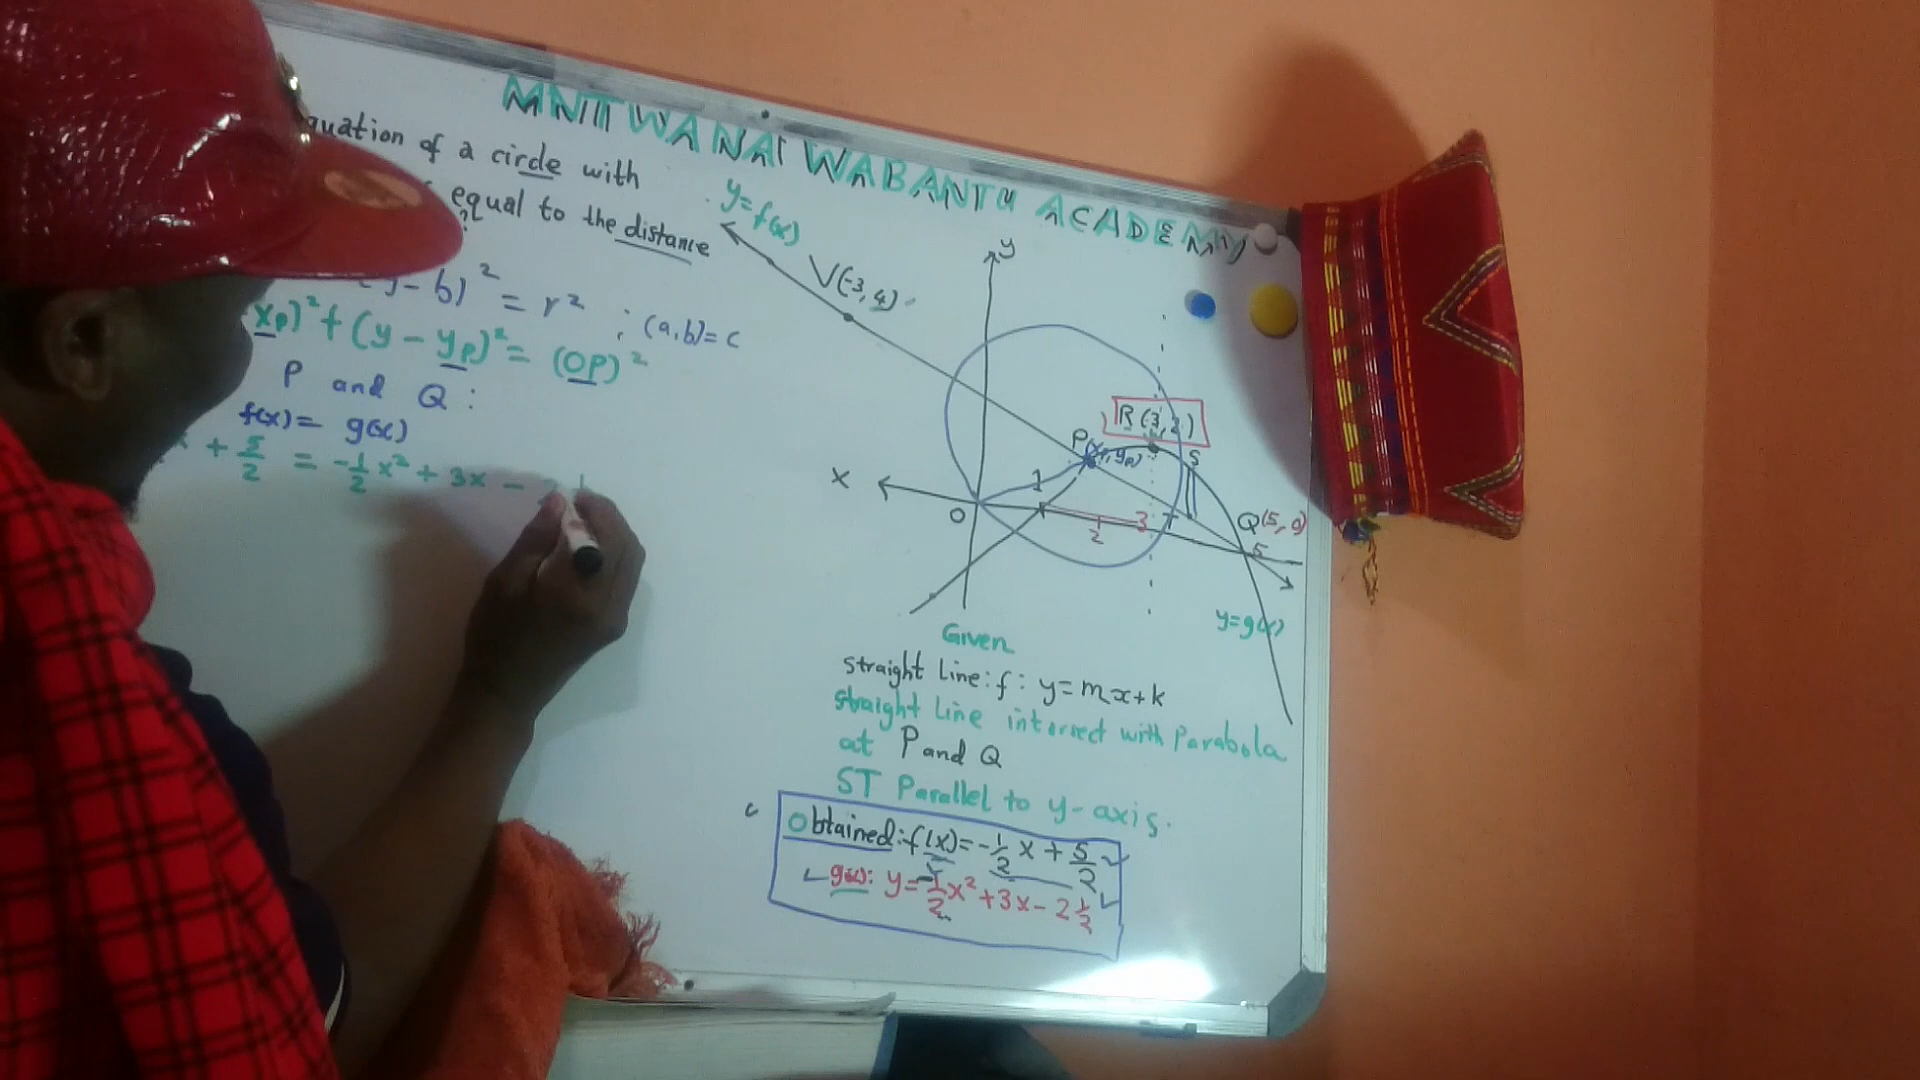 MNTWANA WABANTU ACADEMY
quation of a circle with
equal to the distance
?
y - b)² = r² ; (a,b) = c
xp)² + (y - yp)² = (OP)²
P and Q :
f(x) = g(x)
x + 5/2 = -1/2 x² + 3x -
y = f(x)
V(-3, 4)
y
R(3, 2)
P(xp, yp)
S
X
O
1
2
3
T
Q(5, 0)
5
y = g(x)
Given
straight line: f: y = mx + k
straight line intersect with Parabola
at P and Q
ST Parallel to y-axis.
Obtained: f(x) = -1/2 x + 5/2
g(x): y = -1/2 x² + 3x - 2 1/2